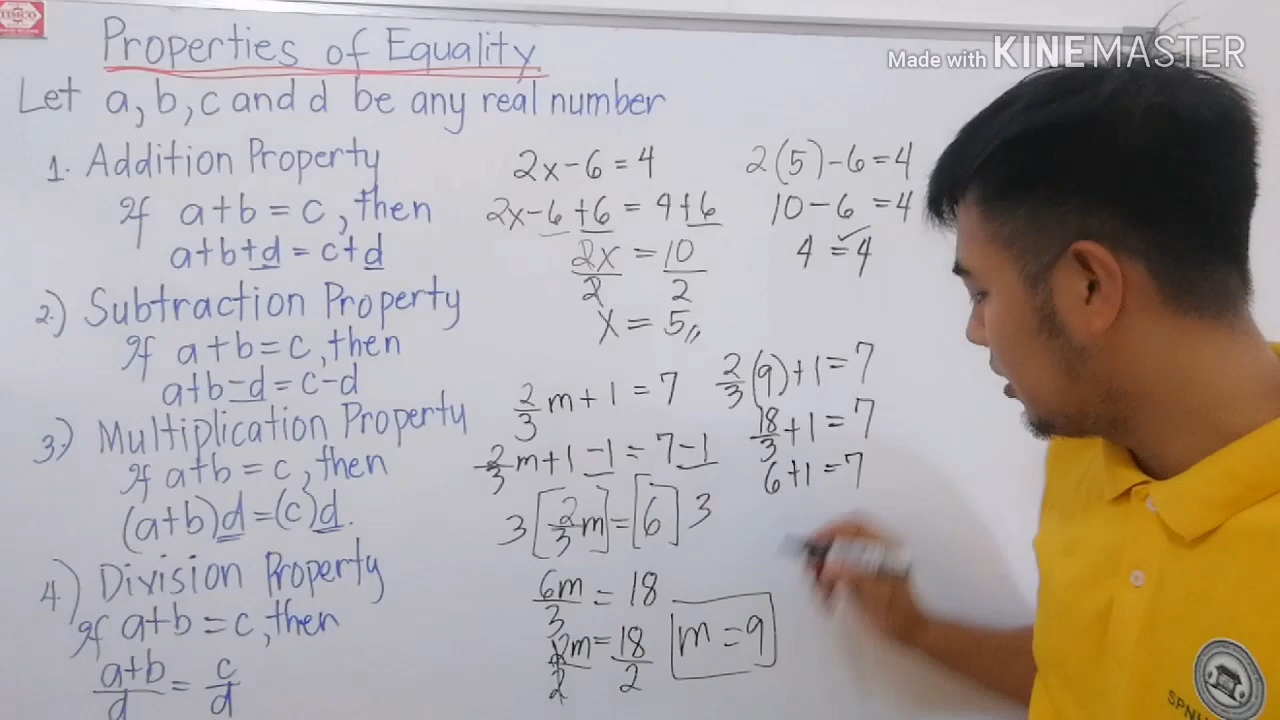 TIMCO
Made with KINEMASTER
Properties of Equality
Let a, b, c and d be any real number
1. Addition Property
If a+b = c, then
a+b+d = c+d
2.) Subtraction Property
If a+b=c, then
a+b-d = c-d
3.) Multiplication Property
If a+b = c, then
(a+b)d=(c)d.
4.) Division Property
If a+b =c, then
a+b/d = c/d
2x-6 = 4
2x-6+6 = 4+6
2x/2 = 10/2
x = 5,,
2(5)-6=4
10-6=4
4=4 ✓
2/3 m+1 = 7
2/3 m+1-1 = 7-1
3[2/3 m]=[6]3
6m/3 = 18
2m/2 = 18/2
m=9
2/3(9)+1=7
18/3+1=7
6+1=7